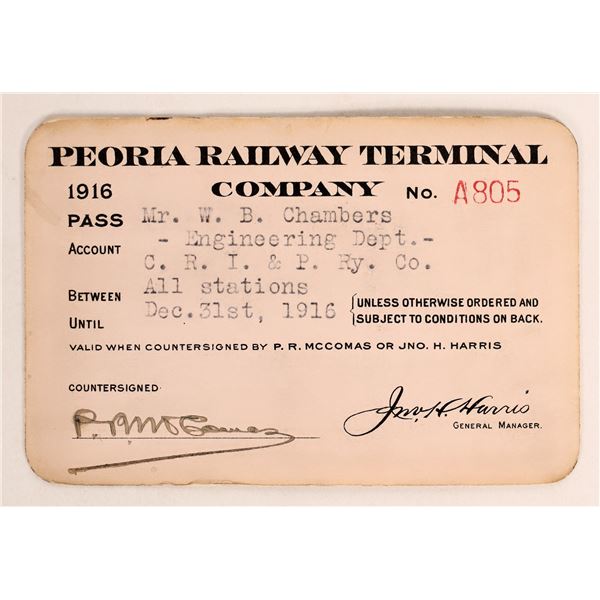 PEORIA RAILWAY TERMINAL
1916 COMPANY No. A805
PASS Mr. W. B. Chambers
ACCOUNT - Engineering Dept.-
C. R. I. & P. Ry. Co.
BETWEEN All stations
UNTIL Dec.31st, 1916 {UNLESS OTHERWISE ORDERED AND
SUBJECT TO CONDITIONS ON BACK.
VALID WHEN COUNTERSIGNED BY P. R. MCCOMAS OR JNO. H. HARRIS
COUNTERSIGNED
P. R. McComas
Jno. H. Harris
GENERAL MANAGER.